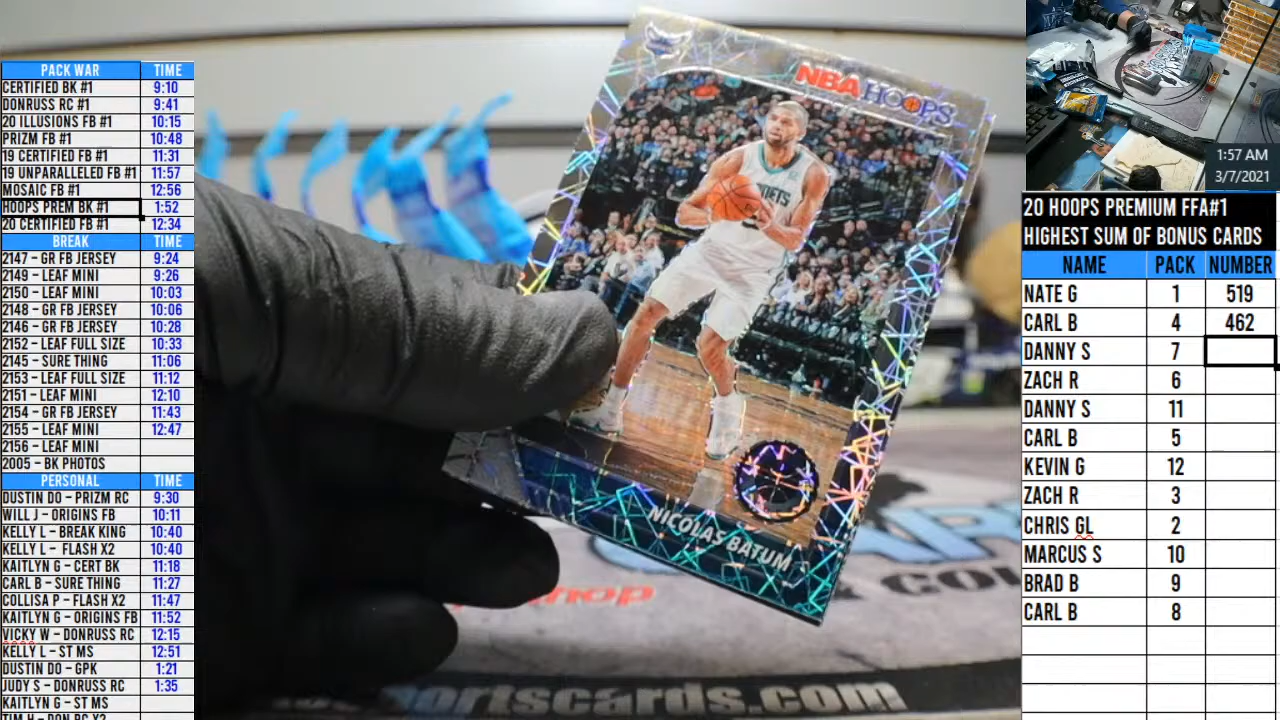 PACK WAR TIME
CERTIFIED BK #1 9:10
DONRUSS RC #1 9:41
20 ILLUSIONS FB #1 10:15
PRIZM FB #1 10:48
19 CERTIFIED FB #1 11:31
19 UNPARALLELED FB #1 11:57
MOSAIC FB #1 12:56
HOOPS PREM BK #1 1:52
20 CERTIFIED FB #1 12:34
BREAK TIME
2147 – GR FB JERSEY 9:24
2149 – LEAF MINI 9:26
2150 – LEAF MINI 10:03
2148 – GR FB JERSEY 10:06
2146 – GR FB JERSEY 10:28
2152 – LEAF FULL SIZE 10:33
2145 – SURE THING 11:06
2153 – LEAF FULL SIZE 11:12
2151 – LEAF MINI 12:10
2154 – GR FB JERSEY 11:43
2155 – LEAF MINI 12:47
2156 – LEAF MINI
2005 – BK PHOTOS
PERSONAL TIME
DUSTIN DO – PRIZM RC 9:30
WILL J – ORIGINS FB 10:11
KELLY L – BREAK KING 10:40
KELLY L – FLASH X2 10:40
KAITLYN G – CERT BK 11:18
CARL B – SURE THING 11:27
COLLISA P – FLASH X2 11:47
KAITLYN G – ORIGINS FB 11:52
VICKY W – DONRUSS RC 12:15
KELLY L – ST MS 12:51
DUSTIN DO – GPK 1:21
JUDY S – DONRUSS RC 1:35
KAITLYN G – ST MS
TIM H – DON RC X2
NBA HOOPS
NICOLAS BATUM
ortscards.com
1:57 AM
3/7/2021
20 HOOPS PREMIUM FFA#1
HIGHEST SUM OF BONUS CARDS
NAME PACK NUMBER
NATE G 1 519
CARL B 4 462
DANNY S 7
ZACH R 6
DANNY S 11
CARL B 5
KEVIN G 12
ZACH R 3
CHRIS GL 2
MARCUS S 10
BRAD B 9
CARL B 8